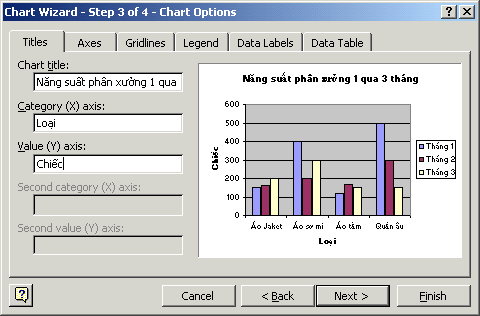 Chart Wizard - Step 3 of 4 - Chart Options
Titles Axes Gridlines Legend Data Labels Data Table
Chart title:
Năng suất phân xưởng 1 qua
Category (X) axis:
Loại
Value (Y) axis:
Chiếc
Second category (X) axis:
Second value (Y) axis:
Năng suất phân xưởng 1 qua 3 tháng
600
500
400
300
200
100
0
Chiếc
Áo Jaket Áo sơ mi Áo tắm Quần âu
Loại
Tháng 1
Tháng 2
Tháng 3
Cancel < Back Next > Finish